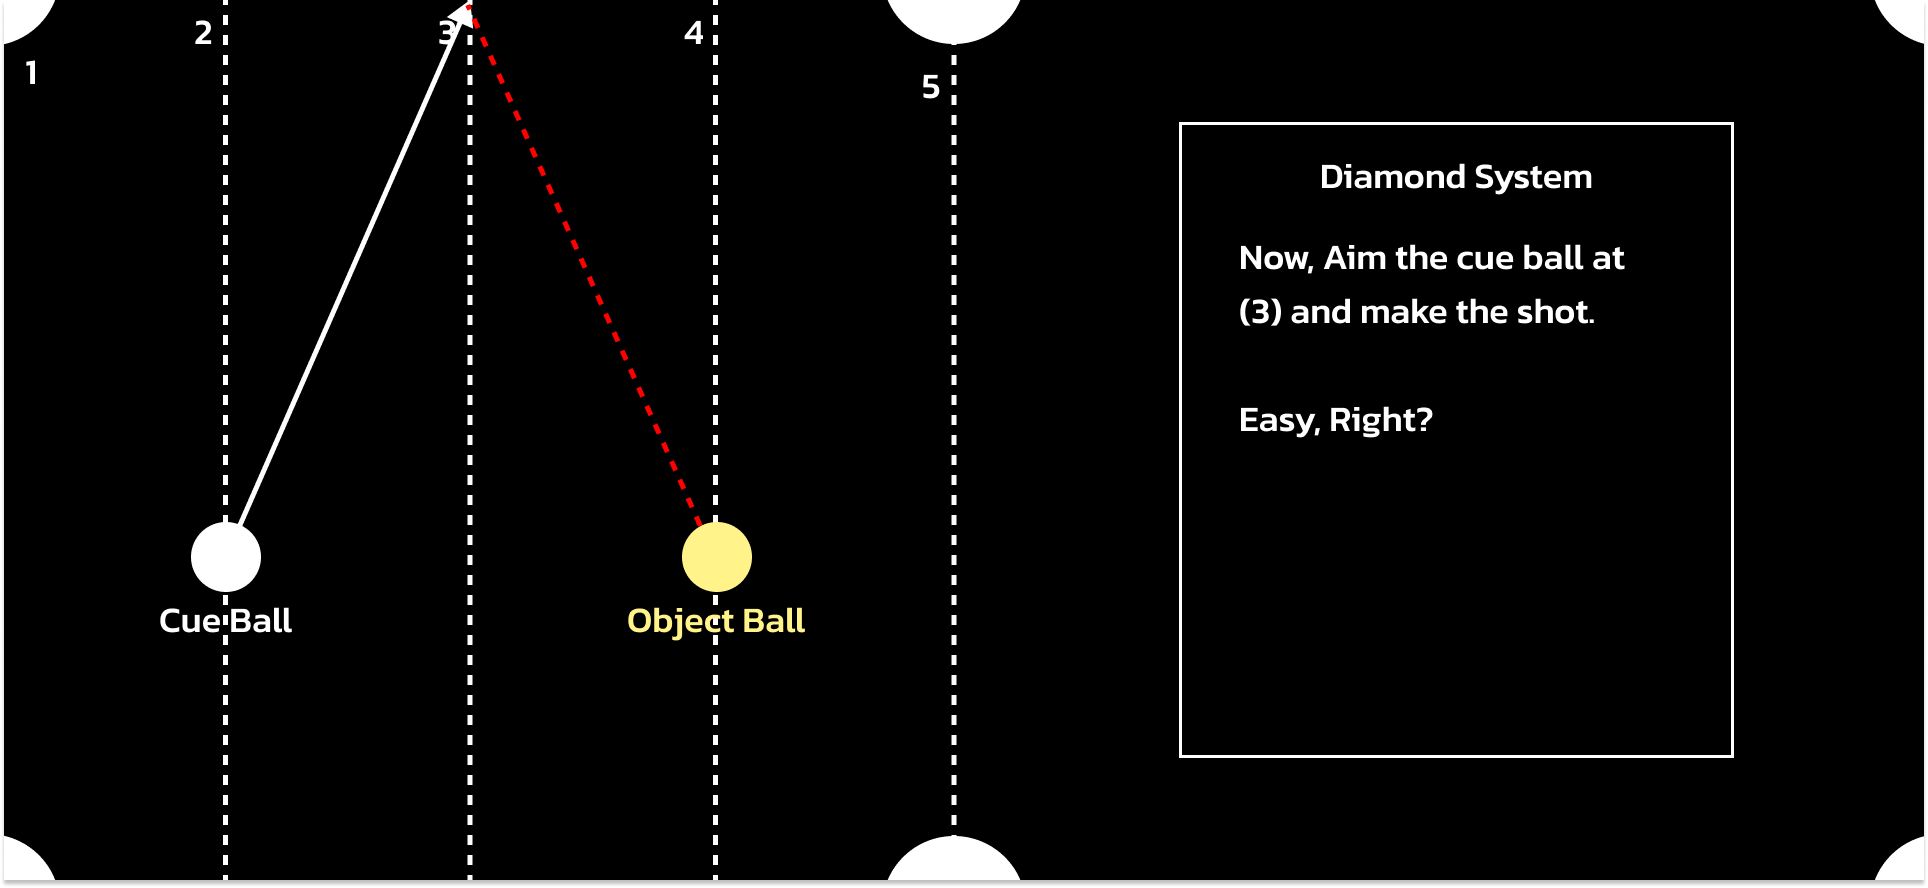 2
3
4
1
5
Diamond System
Now, Aim the cue ball at
(3) and make the shot.
Easy, Right?
Cue Ball
Object Ball